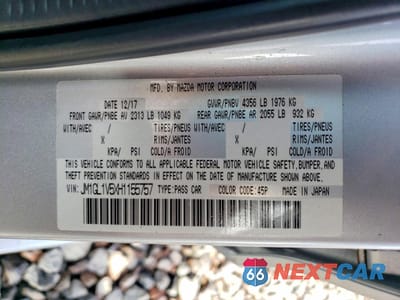 MFD. BY MAZDA MOTOR CORPORATION
DATE 12/17 GVWR/PNBV 4356 LB 1976 KG
FRONT GAWR/PNBE AV 2313 LB 1049 KG REAR GAWR/PNBE AR 2055 LB 932 KG
WITH/AVEC / TIRES/PNEUS WITH/AVEC / TIRES/PNEUS
X RIMS/JANTES X RIMS/JANTES
KPA/ PSI COLD/A FROID KPA/ PSI COLD/A FROID
THIS VEHICLE CONFORMS TO ALL APPLICABLE FEDERAL MOTOR VEHICLE SAFETY, BUMPER, AND
THEFT PREVENTION STANDARDS IN EFFECT ON THE DATE OF MANUFACTURE SHOWN ABOVE.
VIN: JM1GL1V5XH1155757 TYPE: PASS CAR COLOR CODE: 45P MADE IN JAPAN
66 NEXTCAR